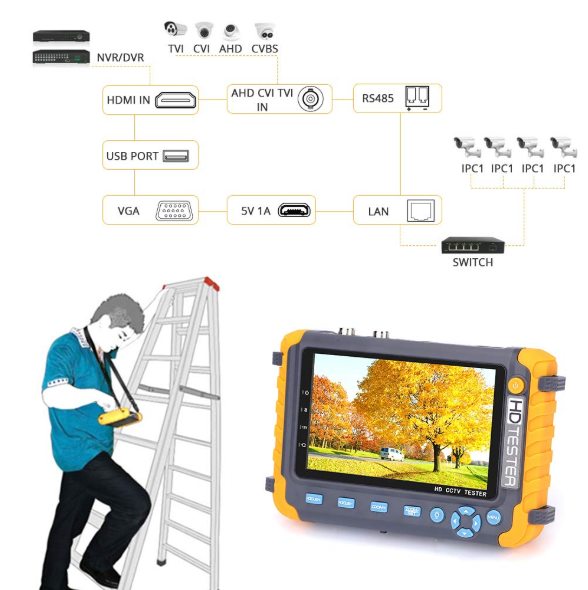 NVR/DVR
TVI CVI AHD CVBS
HDMI IN
AHD CVI TVI
IN
RS485
+ -
USB PORT
IPC1 IPC1 IPC1 IPC1
VGA
5V 1A
LAN
SWITCH
HD TESTER
HD CCTV TESTER